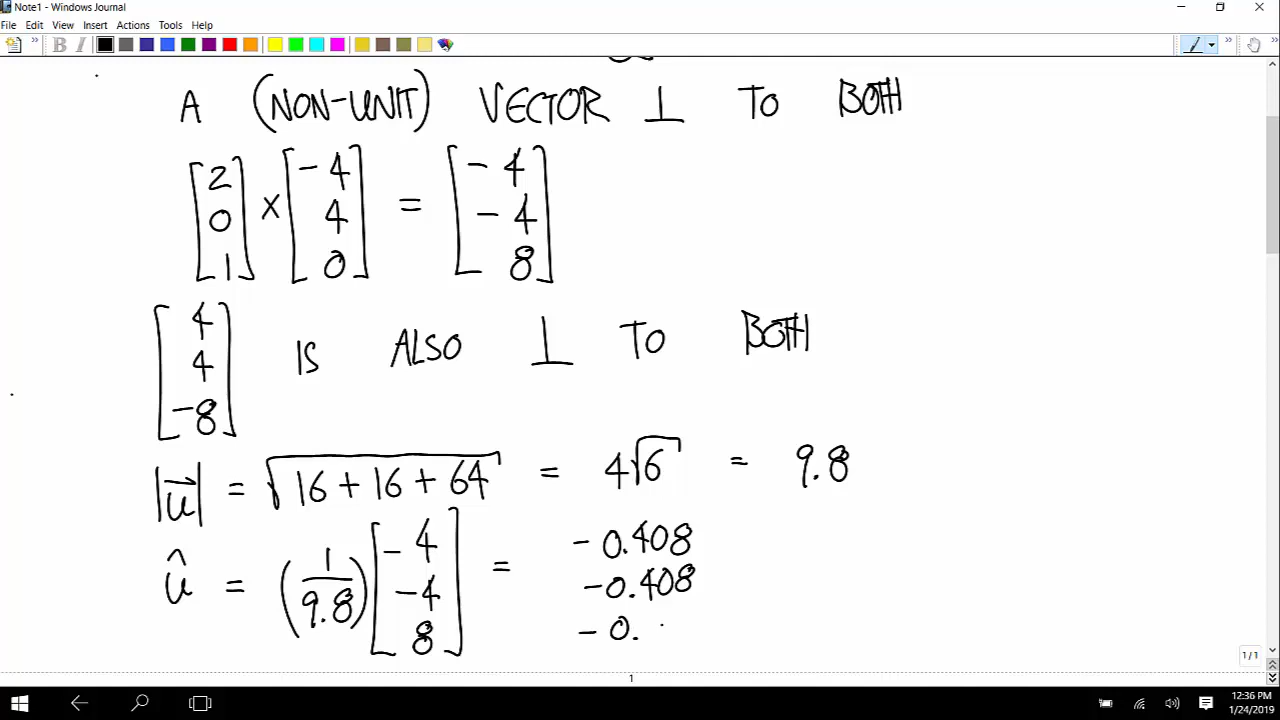 Note1 - Windows Journal
File Edit View Insert Actions Tools Help
B I
A (NON-UNIT) VECTOR ⊥ TO BOTH
[2 0 1] × [-4 4 0] = [-4 -4 8]
[4 4 -8] IS ALSO ⊥ TO BOTH
|u⃗| = √(16 + 16 + 64) = 4√6 = 9.8
û = (1/9.8) [-4 -4 8] = -0.408 -0.408 -0.
1/1
1
12:36 PM
1/24/2019